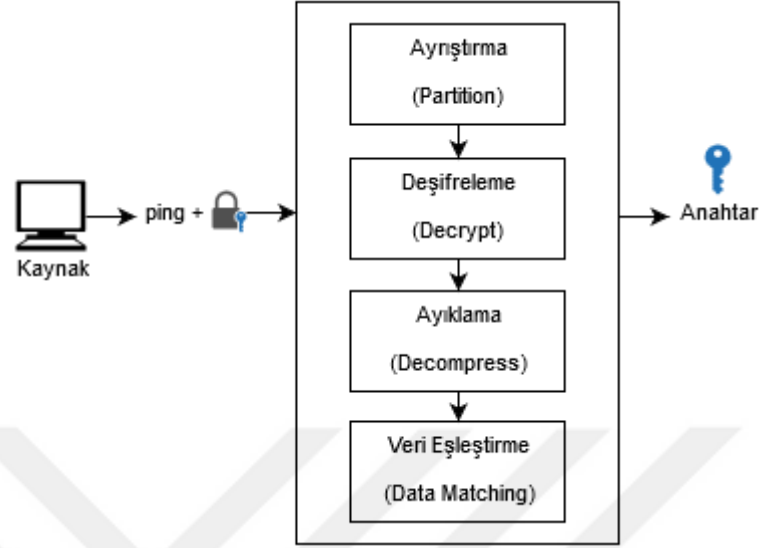 Ayrıştırma
(Partition)
Deşifreleme
(Decrypt)
Ayıklama
(Decompress)
Veri Eşleştirme
(Data Matching)
Kaynak
ping +
Anahtar